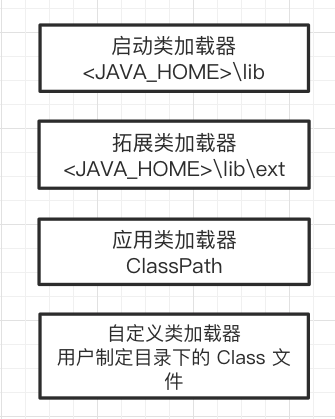 启动类加载器
<JAVA_HOME>\lib
拓展类加载器
<JAVA_HOME>\lib\ext
应用类加载器
ClassPath
自定义类加载器
用户制定目录下的 Class 文
件